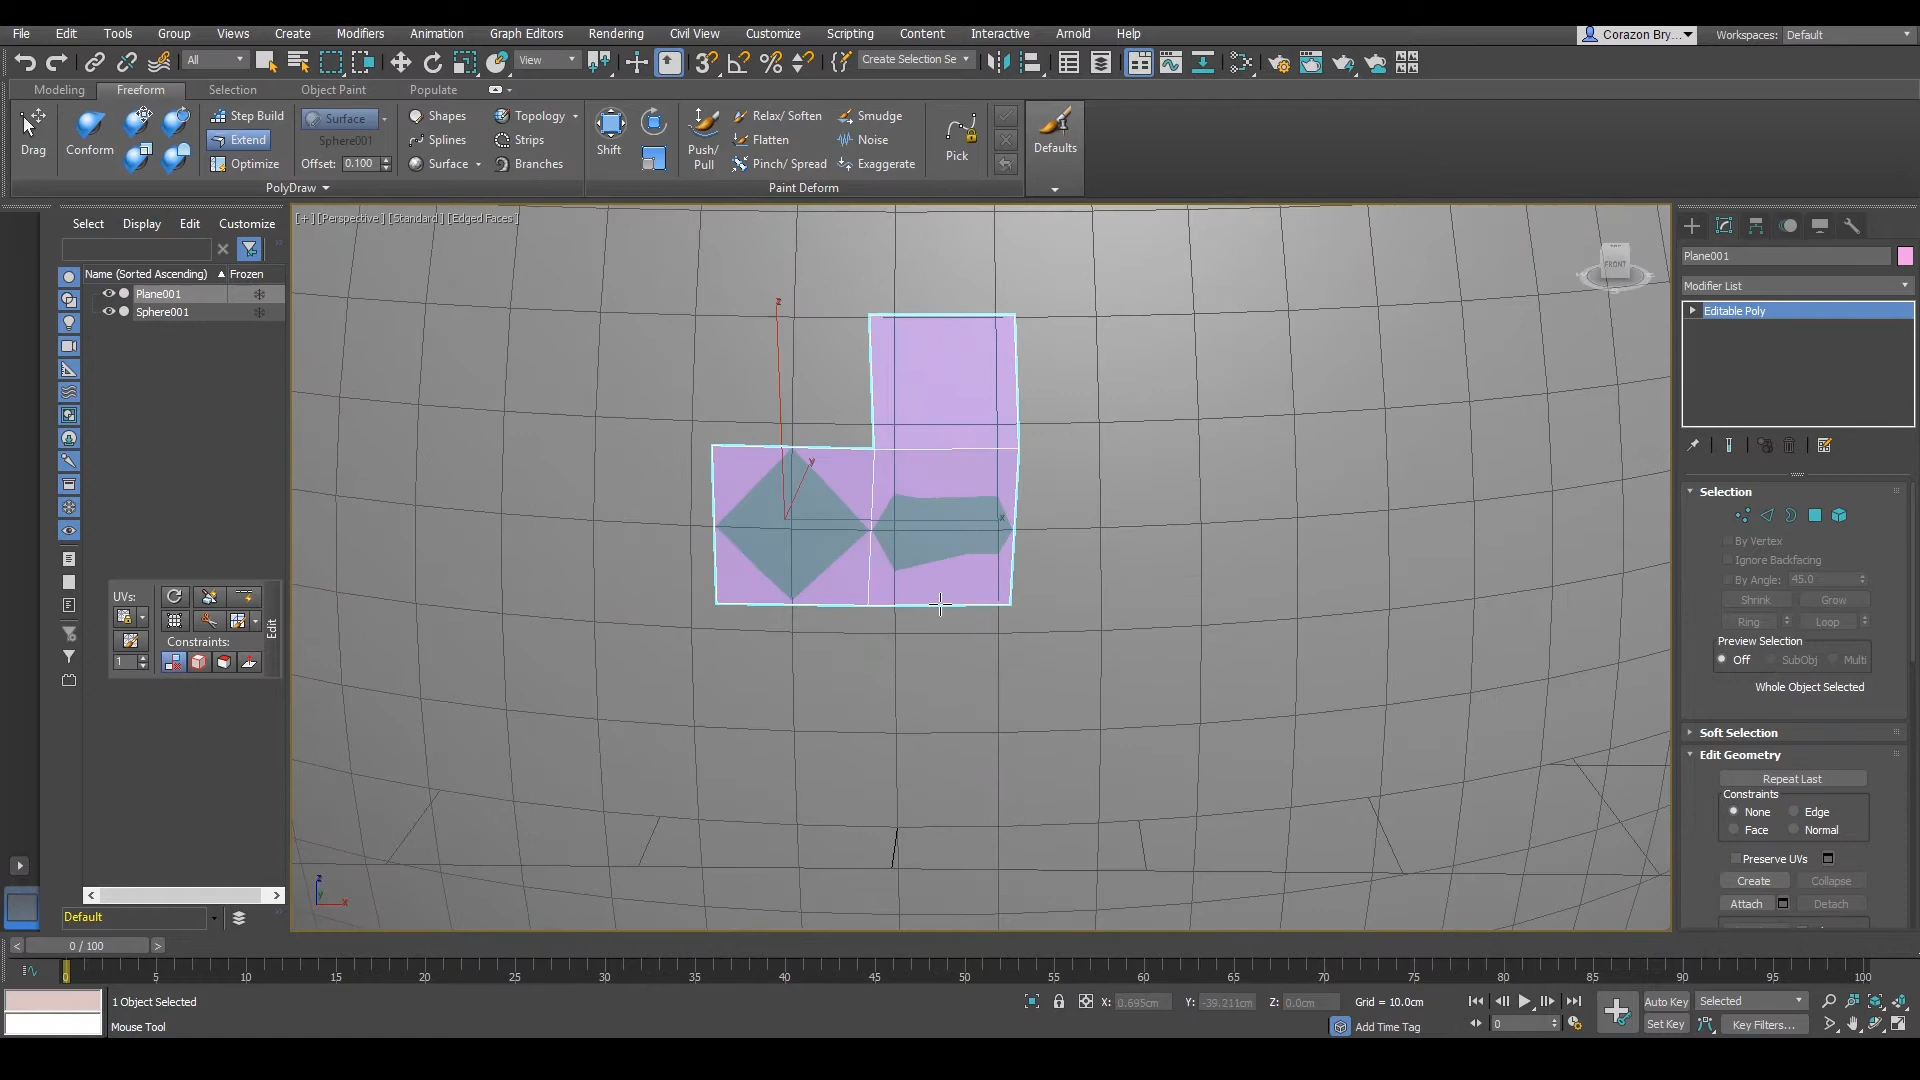 File Edit Tools Group Views Create Modifiers Animation Graph Editors Rendering Civil View Customize Scripting Content Interactive Arnold Help
Corazon Bry... Workspaces: Default
All View Create Selection Se
Modeling Freeform Selection Object Paint Populate
Drag Conform Step Build Extend Optimize
Surface
Sphere001
Offset: 0.100
Shapes Splines Surface
Topology Strips Branches
Shift
Push/
Pull
Relax/ Soften Flatten Pinch/ Spread
Smudge Noise Exaggerate
Pick Defaults
PolyDraw Paint Deform
Select Display Edit Customize
Name (Sorted Ascending) Frozen
Plane001
Sphere001
UVs:
Constraints:
1
Edit
Default
[+] [Perspective] [Standard] [Edged Faces]
z
y
x
FRONT
z
y
x
Plane001
Modifier List
Editable Poly
Selection
By Vertex
Ignore Backfacing
By Angle: 45.0
Shrink Grow
Ring Loop
Preview Selection
Off SubObj Multi
Whole Object Selected
Soft Selection
Edit Geometry
Repeat Last
Constraints
None Edge
Face Normal
Preserve UVs
Create Collapse
Attach Detach
< 0 / 100 >
0 5 10 15 20 25 30 35 40 45 50 55 60 65 70 75 80 85 90 95 100
1 Object Selected
Mouse Tool
X: 0.695cm Y: -39.211cm Z: 0.0cm Grid = 10.0cm
Add Time Tag
0
Auto Key Selected
Set Key Key Filters...